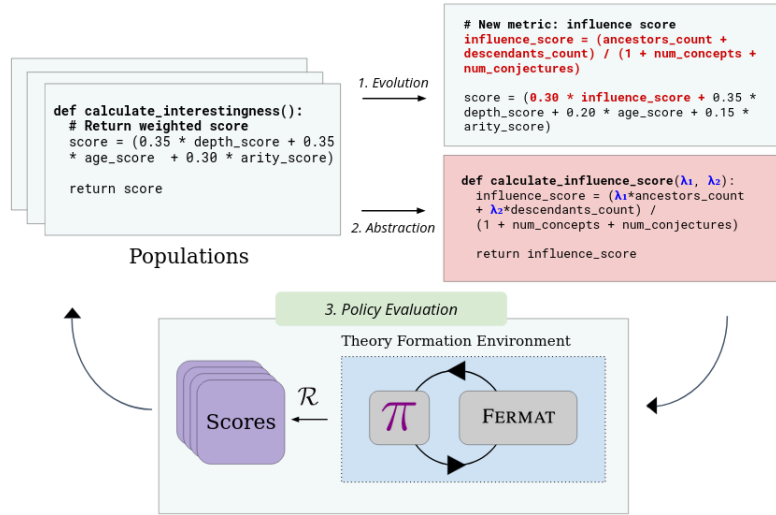 def calculate_interestingness():
# Return weighted score
score = (0.35 * depth_score + 0.35
* age_score + 0.30 * arity_score)
return score
Populations
1. Evolution
2. Abstraction
# New metric: influence score
influence_score = (ancestors_count +
descendants_count) / (1 + num_concepts +
num_conjectures)
score = (0.30 * influence_score + 0.35 *
depth_score + 0.20 * age_score + 0.15 *
arity_score)
def calculate_influence_score(λ₁, λ₂):
influence_score = (λ₁*ancestors_count
+ λ₂*descendants_count) /
(1 + num_concepts + num_conjectures)
return influence_score
3. Policy Evaluation
Theory Formation Environment
Scores
R
π
FERMAT